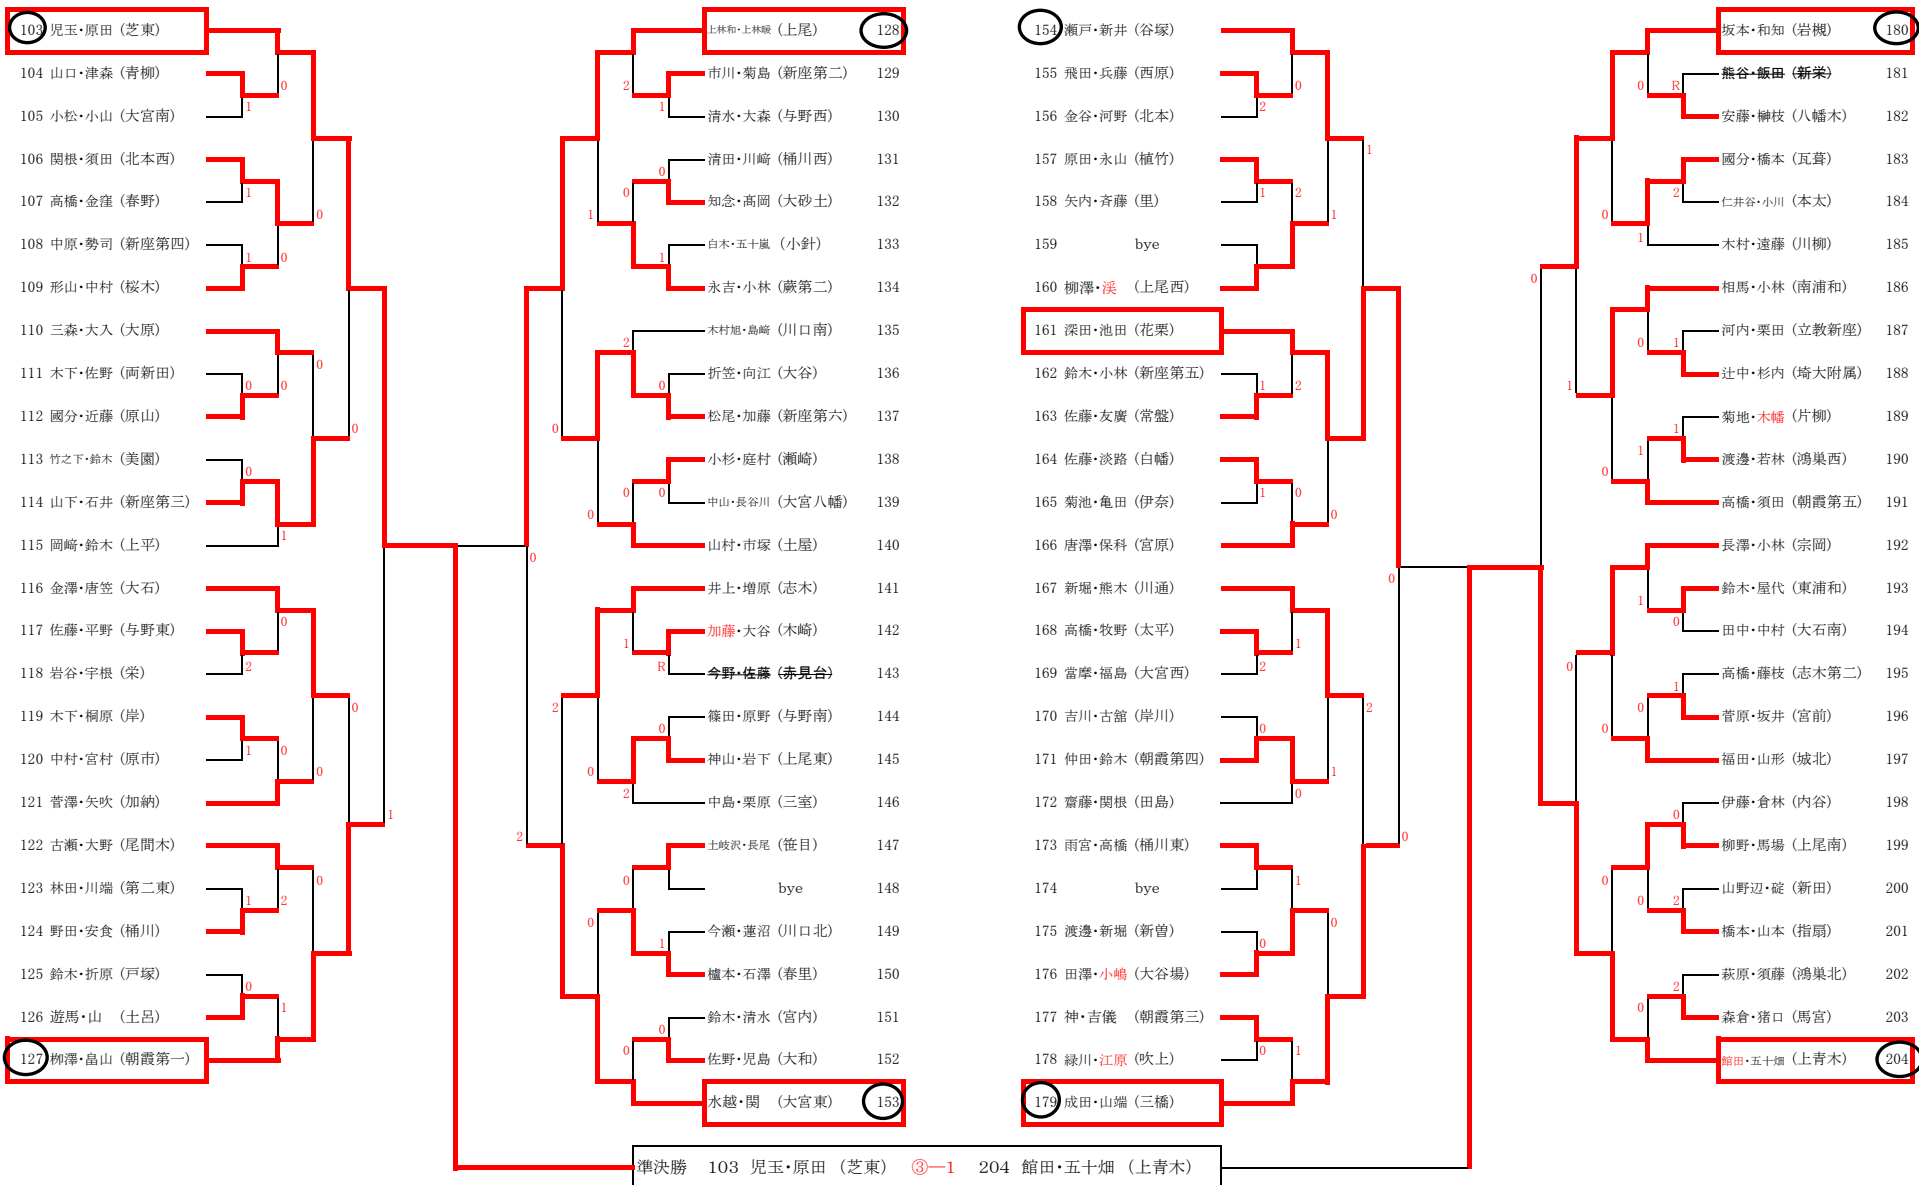 103 児玉・原田 (芝東)
104 山口・津森 (青柳)
105 小松・小山 (大宮南)
106 関根・須田 (北本西)
107 高橋・金窪 (春野)
108 中原・勢司 (新座第四)
109 形山・中村 (桜木)
110 三森・大入 (大原)
111 木下・佐野 (両新田)
112 國分・近藤 (原山)
113 竹之下・鈴木 (美園)
114 山下・石井 (新座第三)
115 岡﨑・鈴木 (上平)
116 金澤・唐笠 (大石)
117 佐藤・平野 (与野東)
118 岩谷・宇根 (栄)
119 木下・桐原 (岸)
120 中村・宮村 (原市)
121 菅澤・矢吹 (加納)
122 古瀬・大野 (尾間木)
123 林田・川端 (第二東)
124 野田・安食 (桶川)
125 鈴木・折原 (戸塚)
126 遊馬・山 (土呂)
127 栁澤・畠山 (朝霞第一)
上林和・上林暖 (上尾) 128
市川・菊島 (新座第二) 129
清水・大森 (与野西) 130
清田・川﨑 (桶川西) 131
知念・髙岡 (大砂土) 132
白木・五十嵐 (小針) 133
永吉・小林 (蕨第二) 134
木村旭・島﨑 (川口南) 135
折笠・向江 (大谷) 136
松尾・加藤 (新座第六) 137
小杉・庭村 (瀬崎) 138
中山・長谷川 (大宮八幡) 139
山村・市塚 (土屋) 140
井上・増原 (志木) 141
加藤・大谷 (木崎) 142
今野・佐藤 (赤見台) 143
篠田・原野 (与野南) 144
神山・岩下 (上尾東) 145
中島・栗原 (三室) 146
土岐沢・長尾 (笹目) 147
bye 148
今瀬・蓮沼 (川口北) 149
櫨本・石澤 (春里) 150
鈴木・清水 (宮内) 151
佐野・児島 (大和) 152
水越・関 (大宮東) 153
154 瀬戸・新井 (谷塚)
155 飛田・兵藤 (西原)
156 金谷・河野 (北本)
157 原田・永山 (植竹)
158 矢内・斉藤 (里)
159 bye
160 柳澤・渓 (上尾西)
161 深田・池田 (花栗)
162 鈴木・小林 (新座第五)
163 佐藤・友廣 (常盤)
164 佐藤・淡路 (白幡)
165 菊池・亀田 (伊奈)
166 唐澤・保科 (宮原)
167 新堀・熊木 (川通)
168 高橋・牧野 (太平)
169 當摩・福島 (大宮西)
170 吉川・古舘 (岸川)
171 仲田・鈴木 (朝霞第四)
172 齋藤・関根 (田島)
173 雨宮・高橋 (桶川東)
174 bye
175 渡邊・新堀 (新曽)
176 田澤・小嶋 (大谷場)
177 神・吉儀 (朝霞第三)
178 緑川・江原 (吹上)
179 成田・山端 (三橋)
坂本・和知 (岩槻) 180
熊谷・飯田 (新栄) 181
安藤・榊枝 (八幡木) 182
國分・橋本 (瓦葺) 183
仁井谷・小川 (本太) 184
木村・遠藤 (川柳) 185
相馬・小林 (南浦和) 186
河内・栗田 (立教新座) 187
辻中・杉内 (埼大附属) 188
菊地・木幡 (片柳) 189
渡邊・若林 (鴻巣西) 190
高橋・須田 (朝霞第五) 191
長澤・小林 (宗岡) 192
鈴木・屋代 (東浦和) 193
田中・中村 (大石南) 194
高橋・藤枝 (志木第二) 195
菅原・坂井 (宮前) 196
福田・山形 (城北) 197
伊藤・倉林 (内谷) 198
柳野・馬場 (上尾南) 199
山野辺・碇 (新田) 200
橋本・山本 (指扇) 201
萩原・須藤 (鴻巣北) 202
森倉・猪口 (馬宮) 203
館田・五十畑 (上青木) 204
準決勝 103 児玉・原田 (芝東) ③—1 204 館田・五十畑 (上青木)